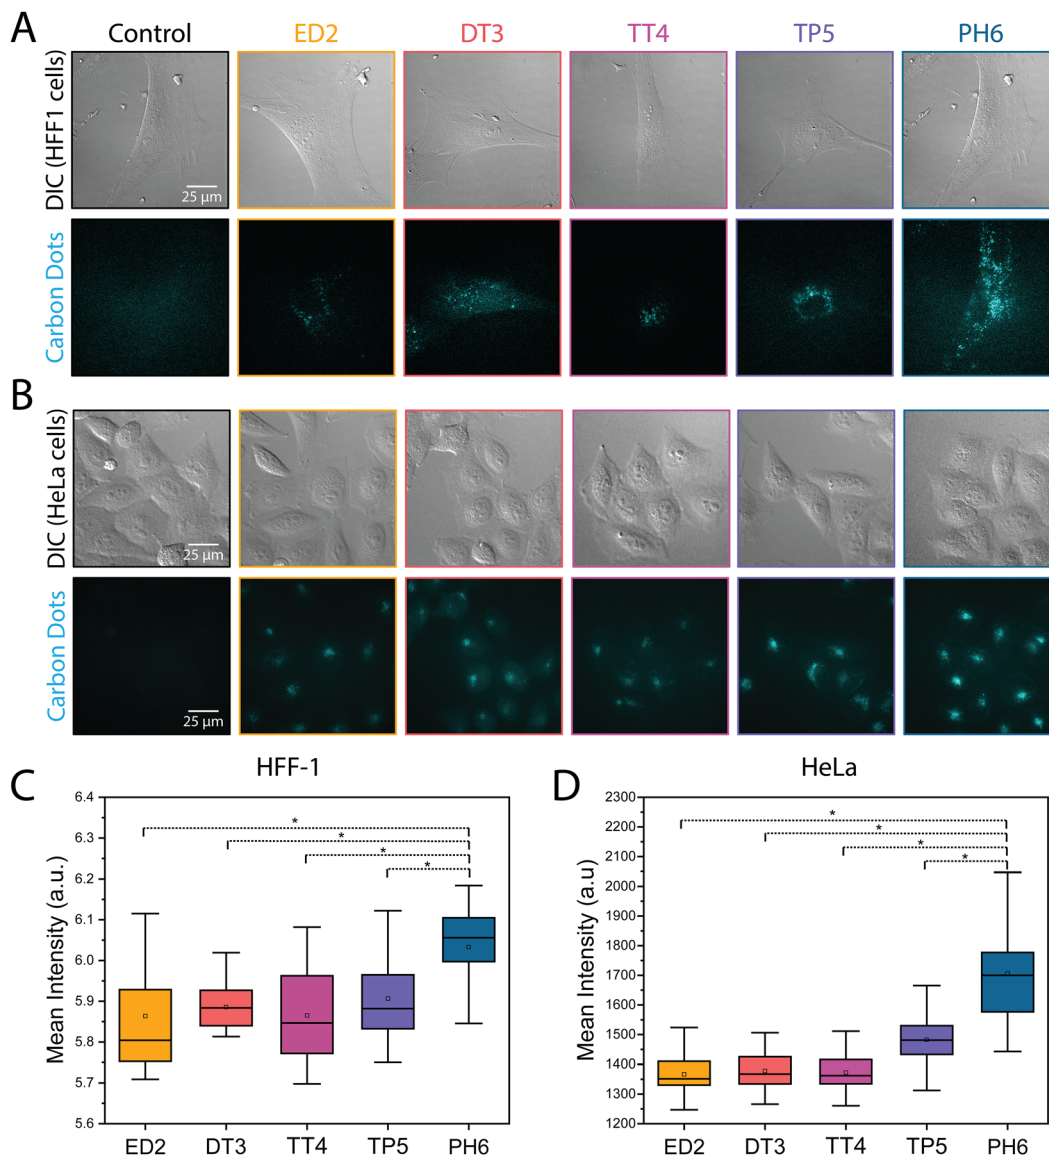 A
Control ED2 DT3 TT4 TP5 PH6
DIC (HFF1 cells)
25 μm
Carbon Dots
B
DIC (HeLa cells)
25 μm
Carbon Dots
25 μm
C
HFF-1
Mean Intensity (a.u.)
6.4
6.3
6.2
6.1
6.0
5.9
5.8
5.7
5.6
*
*
*
*
ED2 DT3 TT4 TP5 PH6
D
HeLa
Mean Intensity (a.u)
2300
2200
2100
2000
1900
1800
1700
1600
1500
1400
1300
1200
*
*
*
*
ED2 DT3 TT4 TP5 PH6